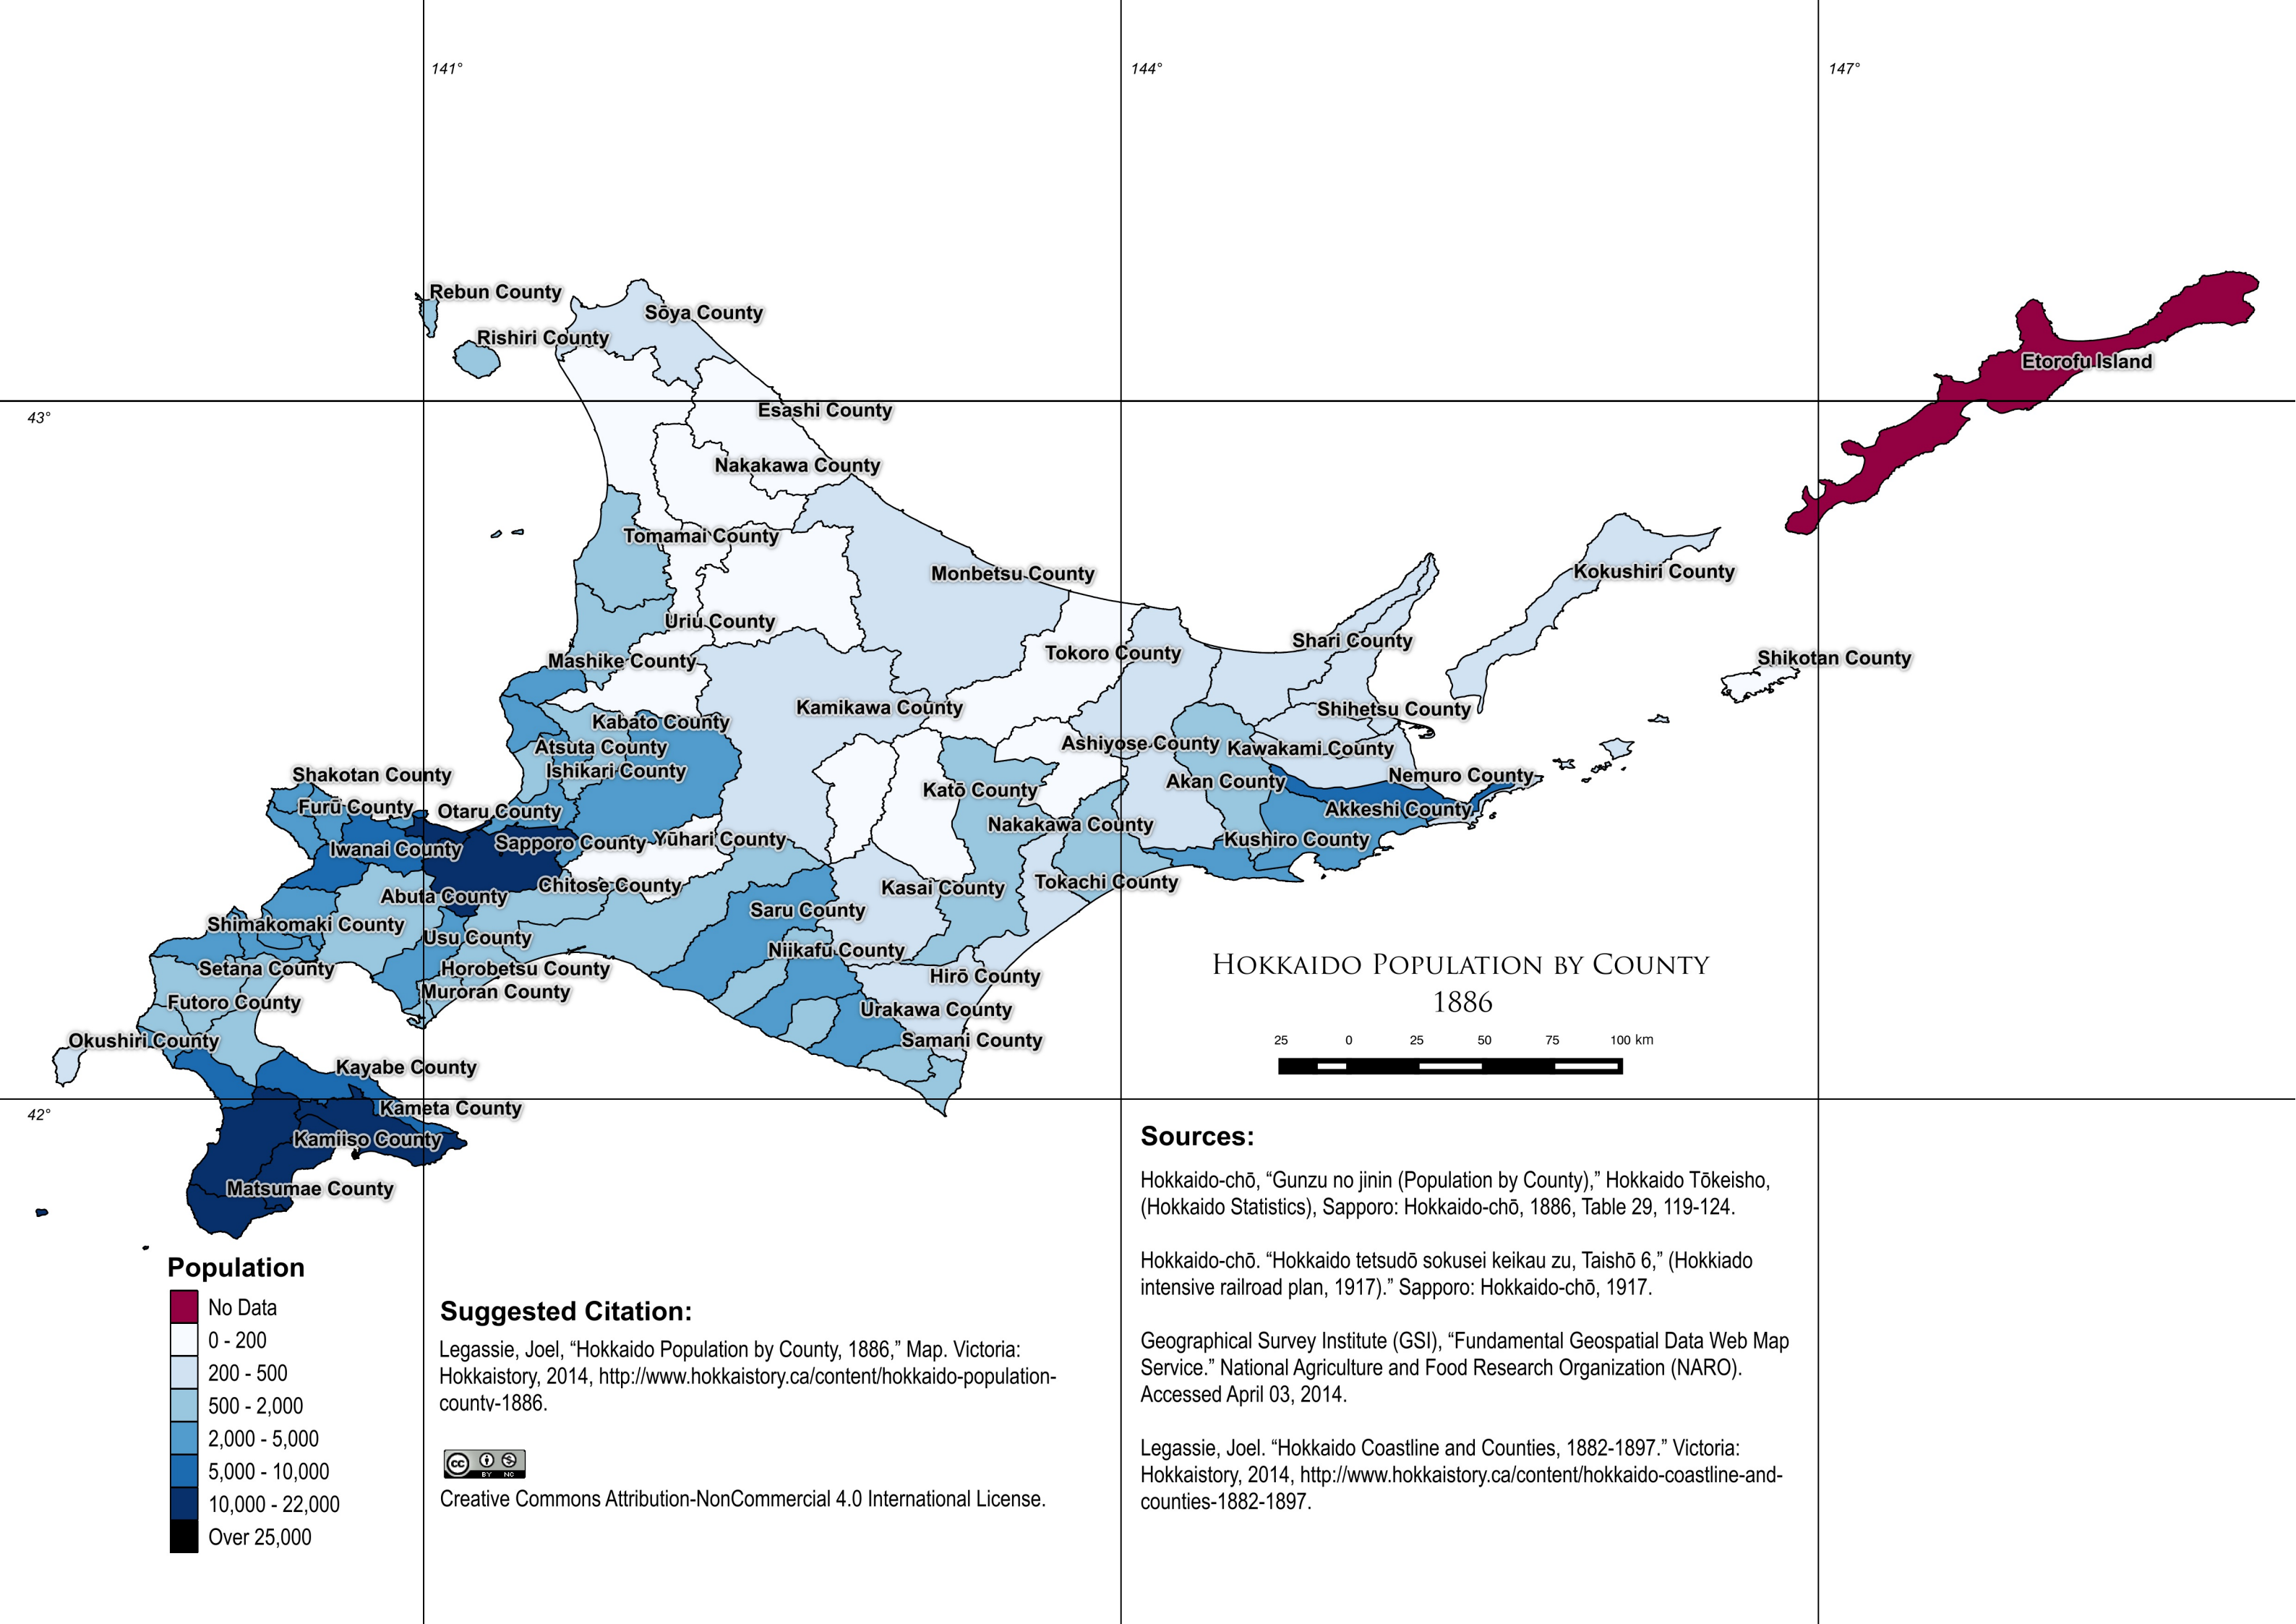 141°
144°
147°
Rebun County
Sōya County
Rishiri County
Etorofu Island
43°
Esashi County
Nakakawa County
Tomamai County
Monbetsu County
Kokushiri County
Uriu County
Shari County
Tokoro County
Mashike County
Shikotan County
Kamikawa County
Shihetsu County
Kabato County
Atsuta County
Ashiyose County
Kawakami County
Ishikari County
Shakotan County
Nemuro County
Akan County
Katō County
Furū County
Otaru County
Akkeshi County
Nakakawa County
Sapporo County
Yūhari County
Kushiro County
Iwanai County
Chitose County
Kasai County
Tokachi County
Abuta County
Saru County
Shimakomaki County
Usu County
Niikafu County
Setana County
Horobetsu County
Hirō County
Muroran County
Futoro County
Urakawa County
Okushiri County
Samani County
Kayabe County
Kameta County
42°
Kamiiso County
Matsumae County
HOKKAIDO POPULATION BY COUNTY
1886
25 0 25 50 75 100 km
Population
No Data
0 - 200
200 - 500
500 - 2,000
2,000 - 5,000
5,000 - 10,000
10,000 - 22,000
Over 25,000
Suggested Citation:
Legassie, Joel, “Hokkaido Population by County, 1886,” Map. Victoria:
Hokkaistory, 2014, http://www.hokkaistory.ca/content/hokkaido-population-
county-1886.
cc BY NC
Creative Commons Attribution-NonCommercial 4.0 International License.
Sources:
Hokkaido-chō, “Gunzu no jinin (Population by County),” Hokkaido Tōkeisho,
(Hokkaido Statistics), Sapporo: Hokkaido-chō, 1886, Table 29, 119-124.
Hokkaido-chō. “Hokkaido tetsudō sokusei keikau zu, Taishō 6,” (Hokkiado
intensive railroad plan, 1917).” Sapporo: Hokkaido-chō, 1917.
Geographical Survey Institute (GSI), “Fundamental Geospatial Data Web Map
Service.” National Agriculture and Food Research Organization (NARO).
Accessed April 03, 2014.
Legassie, Joel. “Hokkaido Coastline and Counties, 1882-1897.” Victoria:
Hokkaistory, 2014, http://www.hokkaistory.ca/content/hokkaido-coastline-and-
counties-1882-1897.